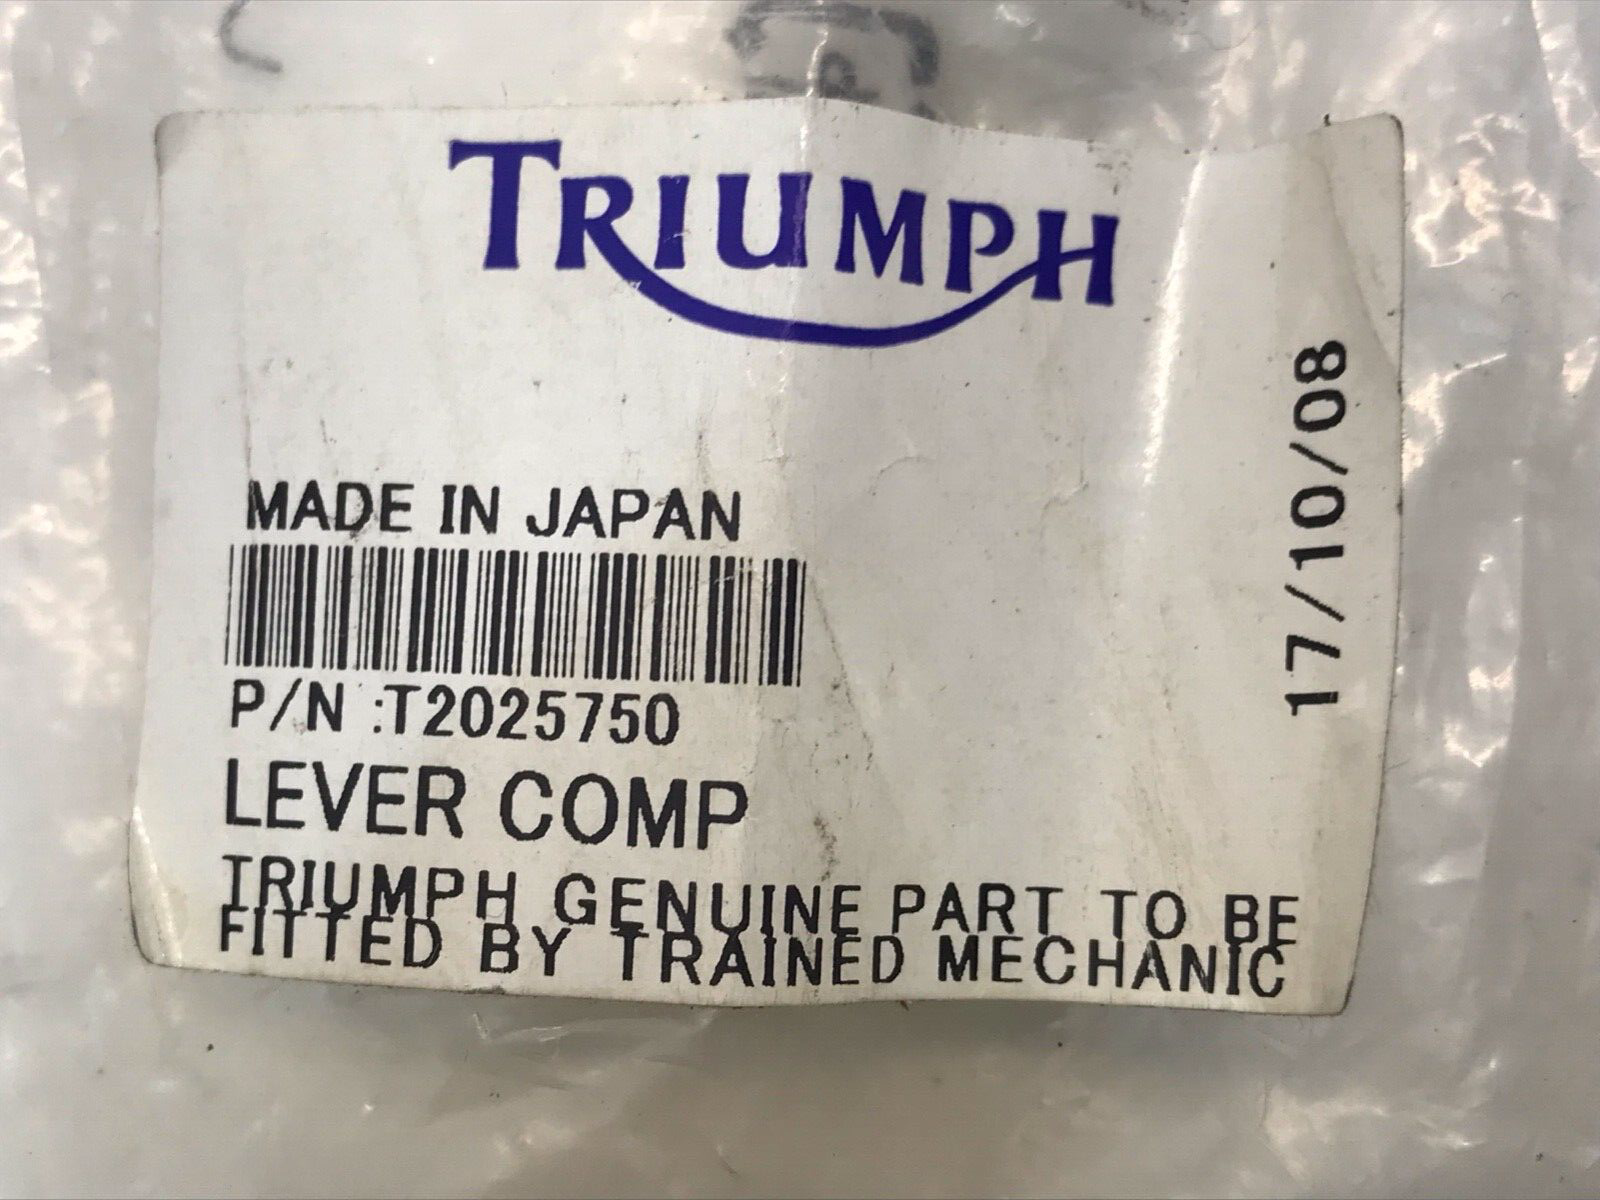 TRIUMPH
MADE IN JAPAN
P/N :T2025750
LEVER COMP
TRIUMPH GENUINE PART TO BE
FITTED BY TRAINED MECHANIC
17/10/08